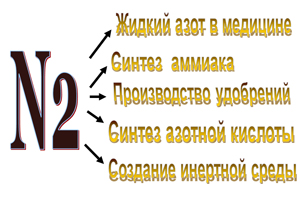 N2
Жидкий азот в медицине
Синтез аммиака
Производство удобрений
Синтез азотной кислоты
Создание инертной среды